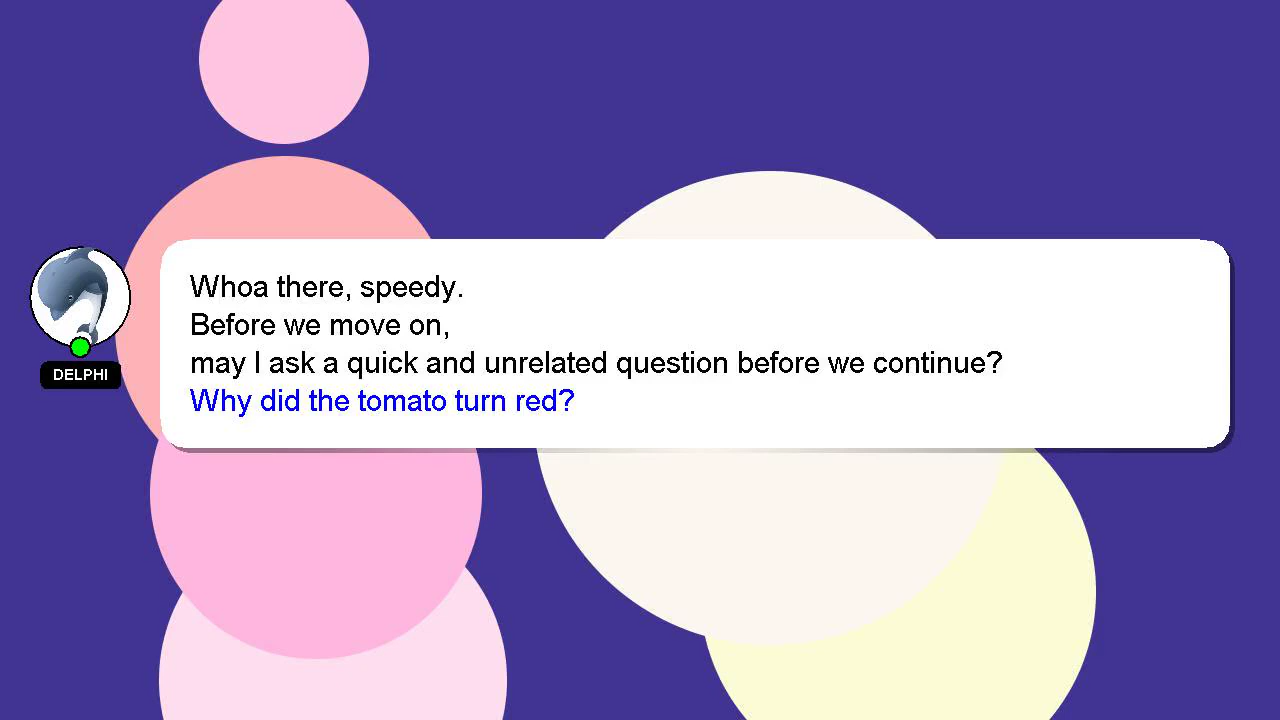 Whoa there, speedy.
Before we move on,
may I ask a quick and unrelated question before we continue?
Why did the tomato turn red?
DELPHI